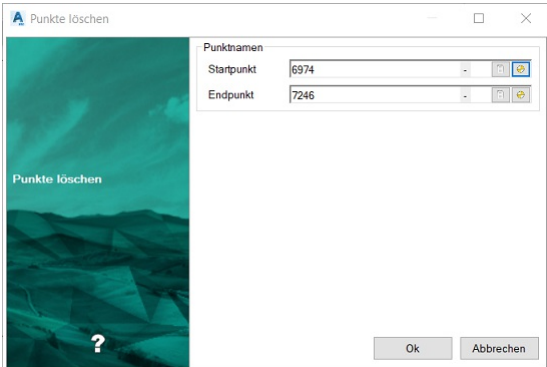 Punkte löschen
Punktnamen
Startpunkt 6974 -
Endpunkt 7246 -
Punkte löschen
?
Ok Abbrechen